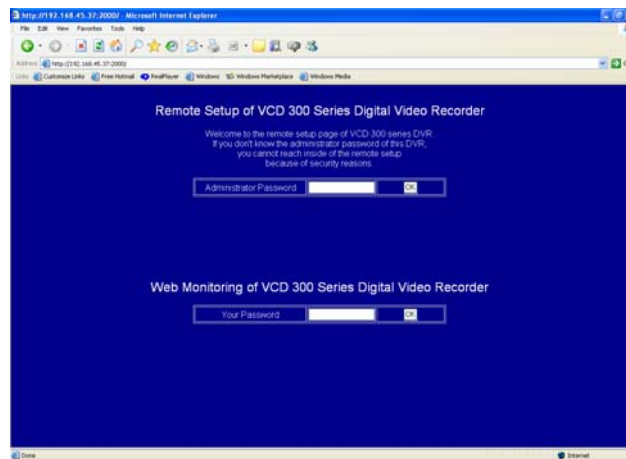 http://192.168.45.37:2000/ - Microsoft Internet Explorer
File Edit View Favorites Tools Help
Address http://192.168.45.37:2000/
Links Customize Links Free Hotmail RealPlayer Windows Windows Marketplace Windows Media
Remote Setup of VCD 300 Series Digital Video Recorder
Welcome to the remote setup page of VCD 300 series DVR.
If you don't know the administrator password of this DVR,
you cannot reach inside of the remote setup
because of security reasons.
Administrator Password OK
Web Monitoring of VCD 300 Series Digital Video Recorder
Your Password OK
Done Internet